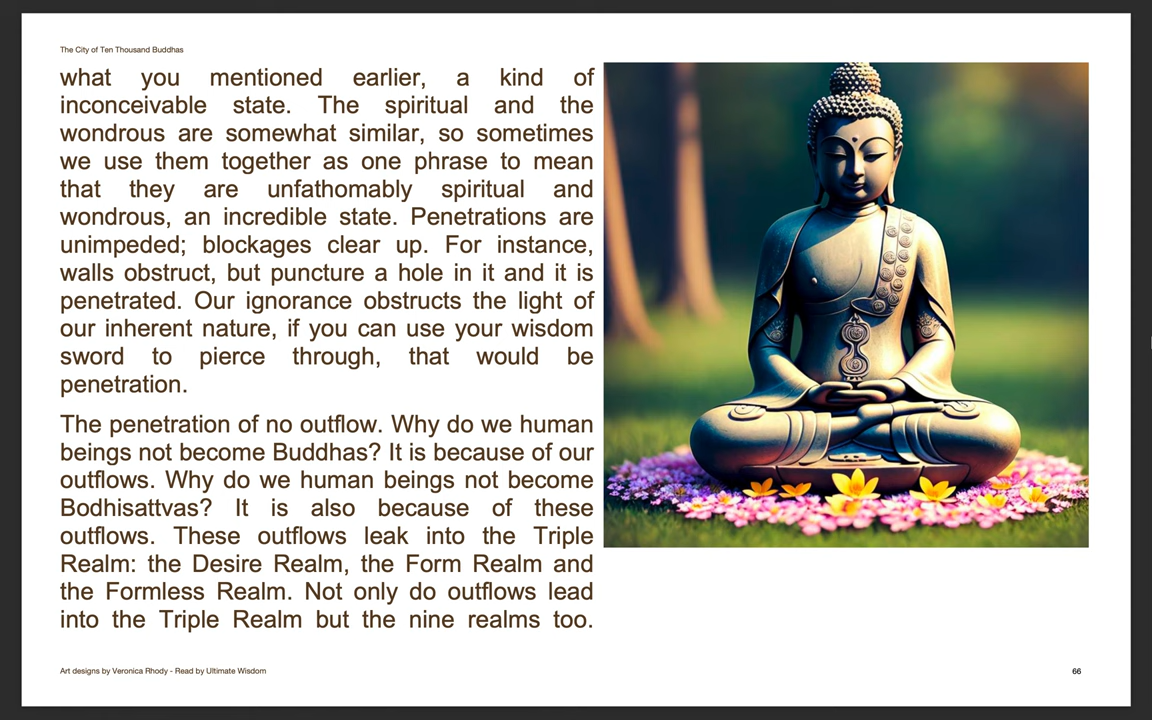 The City of Ten Thousand Buddhas
what you mentioned earlier, a kind of
inconceivable state. The spiritual and the
wondrous are somewhat similar, so sometimes
we use them together as one phrase to mean
that they are unfathomably spiritual and
wondrous, an incredible state. Penetrations are
unimpeded; blockages clear up. For instance,
walls obstruct, but puncture a hole in it and it is
penetrated. Our ignorance obstructs the light of
our inherent nature, if you can use your wisdom
sword to pierce through, that would be
penetration.
The penetration of no outflow. Why do we human
beings not become Buddhas? It is because of our
outflows. Why do we human beings not become
Bodhisattvas? It is also because of these
outflows. These outflows leak into the Triple
Realm: the Desire Realm, the Form Realm and
the Formless Realm. Not only do outflows lead
into the Triple Realm but the nine realms too.
Art designs by Veronica Rhody - Read by Ultimate Wisdom
66